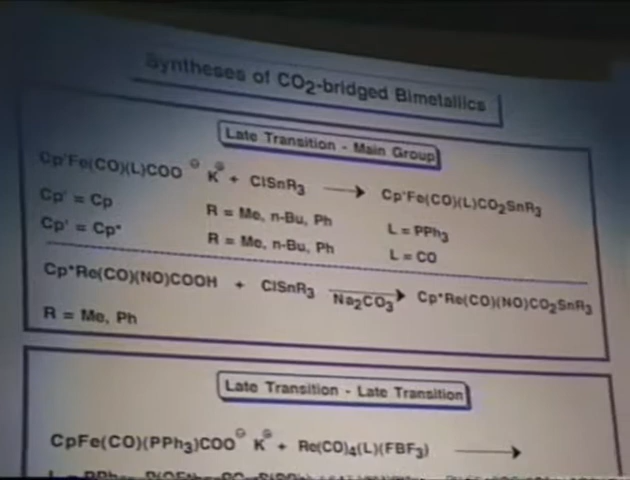 Syntheses of CO2-bridged Bimetallics
Late Transition - Main Group
Cp'Fe(CO)(L)COO⊖ K⊕ + ClSnR3 → Cp'Fe(CO)(L)CO2SnR3
Cp' = Cp R = Me, n-Bu, Ph L = PPh3
Cp' = Cp* R = Me, n-Bu, Ph L = CO
Cp*Re(CO)(NO)COOH + ClSnR3 Na2CO3 → Cp*Re(CO)(NO)CO2SnR3
R = Me, Ph
Late Transition - Late Transition
CpFe(CO)(PPh3)COO⊖ K⊕ + Re(CO)4(L)(FBF3) →